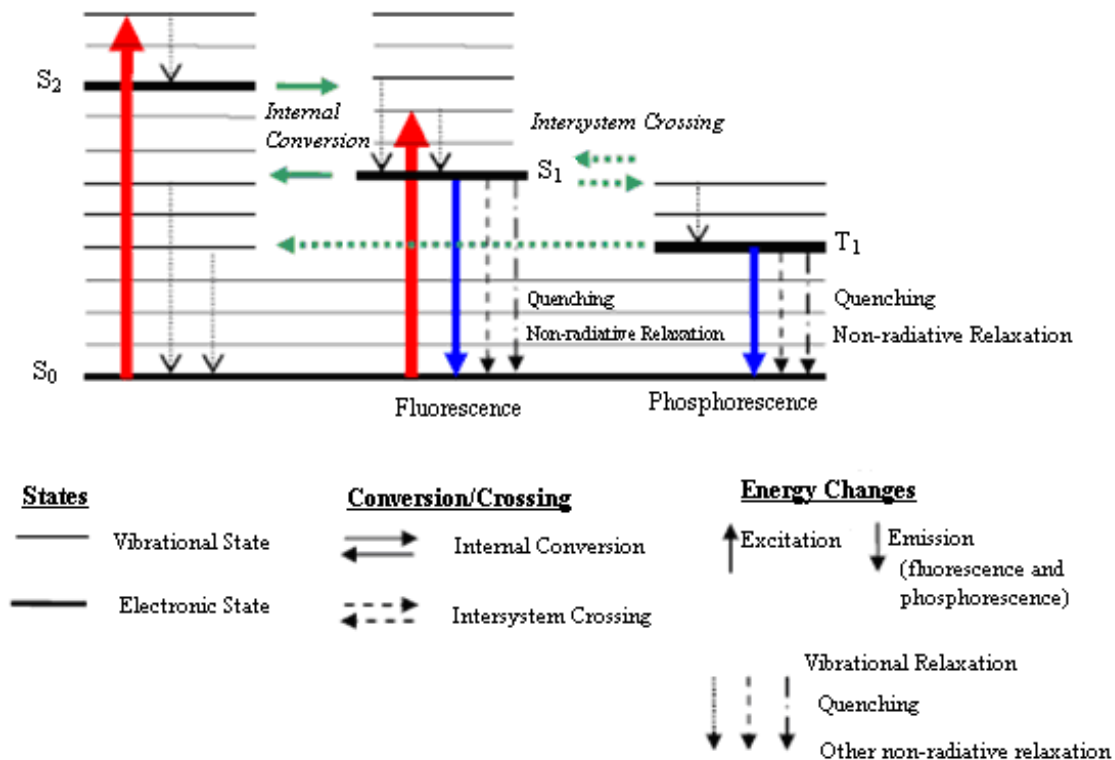 S2
Internal
Conversion
Intersystem Crossing
S1
T1
Quenching
Non-radiative Relaxation
Quenching
Non-radiative Relaxation
S0
Fluorescence
Phosphorescence
States
Vibrational State
Electronic State
Conversion/Crossing
Internal Conversion
Intersystem Crossing
Energy Changes
Excitation
Emission
(fluorescence and
phosphorescence)
Vibrational Relaxation
Quenching
Other non-radiative relaxation